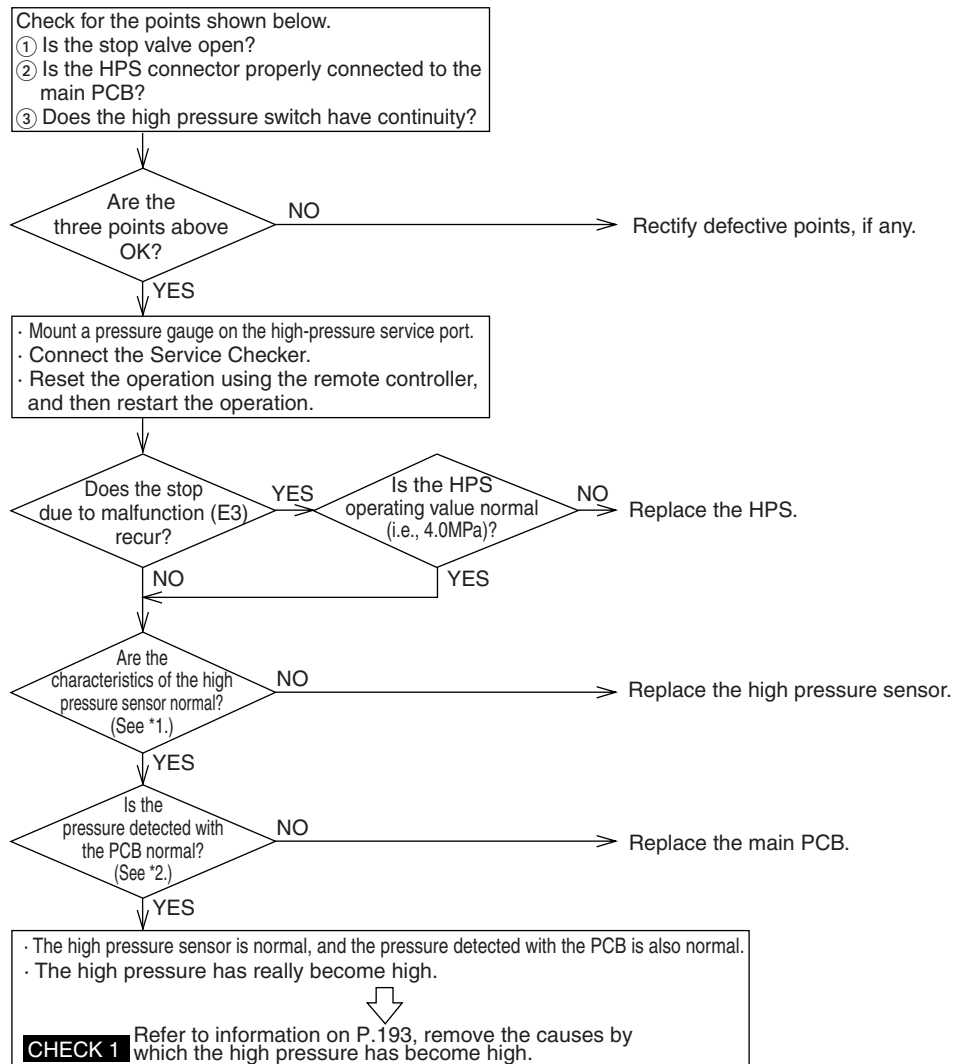 Check for the points shown below.
① Is the stop valve open?
② Is the HPS connector properly connected to the
main PCB?
③ Does the high pressure switch have continuity?
Are the
three points above
OK?
NO
Rectify defective points, if any.
YES
· Mount a pressure gauge on the high-pressure service port.
· Connect the Service Checker.
· Reset the operation using the remote controller,
and then restart the operation.
Does the stop
due to malfunction (E3)
recur?
YES
Is the HPS
operating value normal
(i.e., 4.0MPa)?
NO
Replace the HPS.
NO
YES
Are the
characteristics of the high
pressure sensor normal?
(See *1.)
NO
Replace the high pressure sensor.
YES
Is the
pressure detected with
the PCB normal?
(See *2.)
NO
Replace the main PCB.
YES
· The high pressure sensor is normal, and the pressure detected with the PCB is also normal.
· The high pressure has really become high.
CHECK 1 Refer to information on P.193, remove the causes by
which the high pressure has become high.